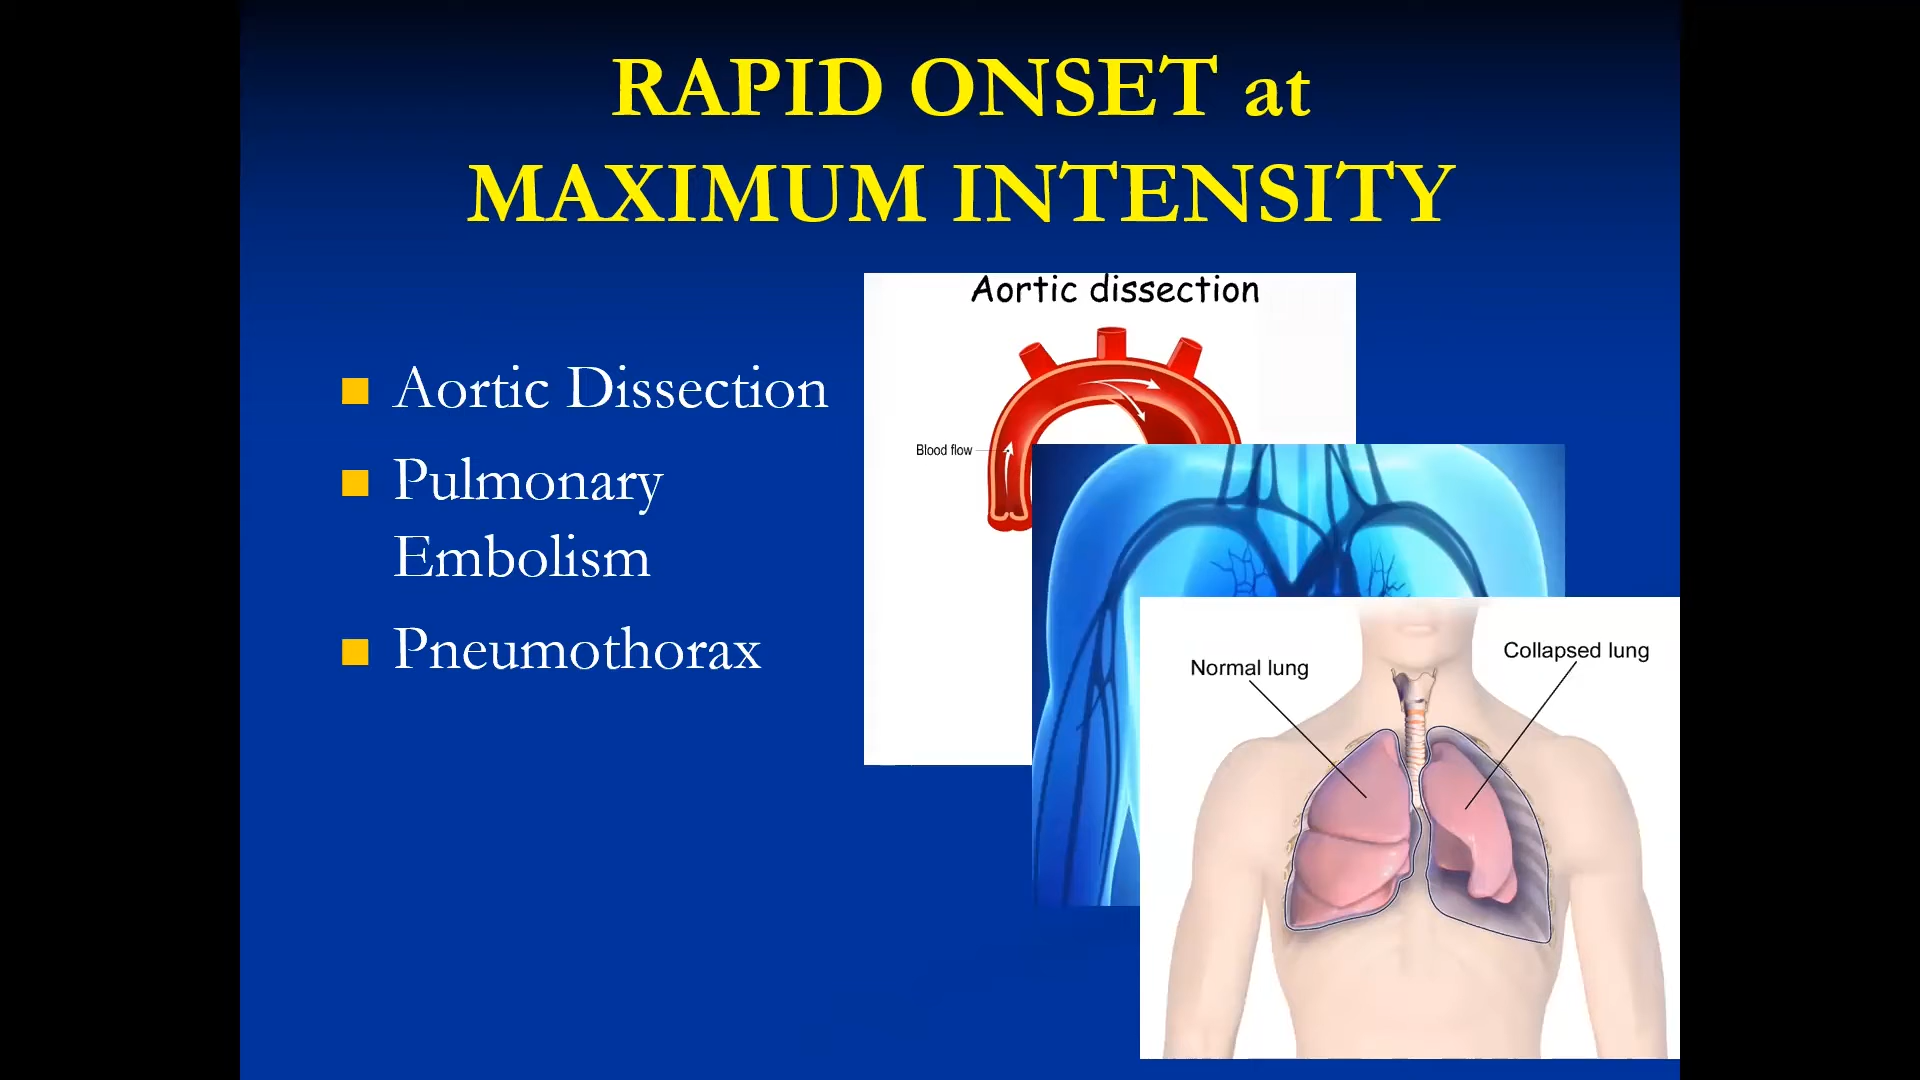 RAPID ONSET at
MAXIMUM INTENSITY
Aortic Dissection
Pulmonary
Embolism
Pneumothorax
Aortic dissection
Blood flow
Normal lung
Collapsed lung